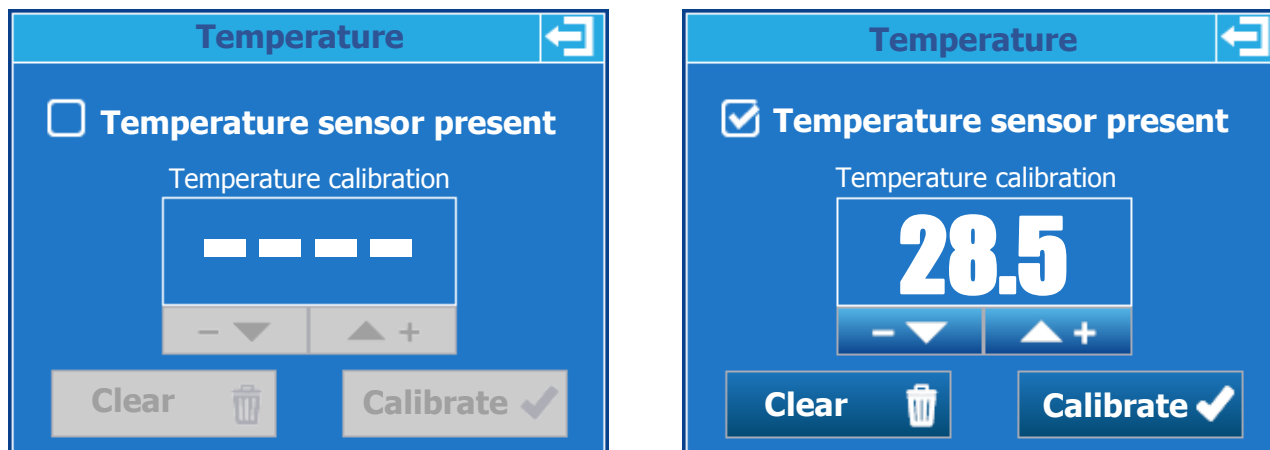 Temperature
Temperature sensor present
Temperature calibration
----
- +
Clear
Calibrate
Temperature
Temperature sensor present
Temperature calibration
28.5
- +
Clear
Calibrate